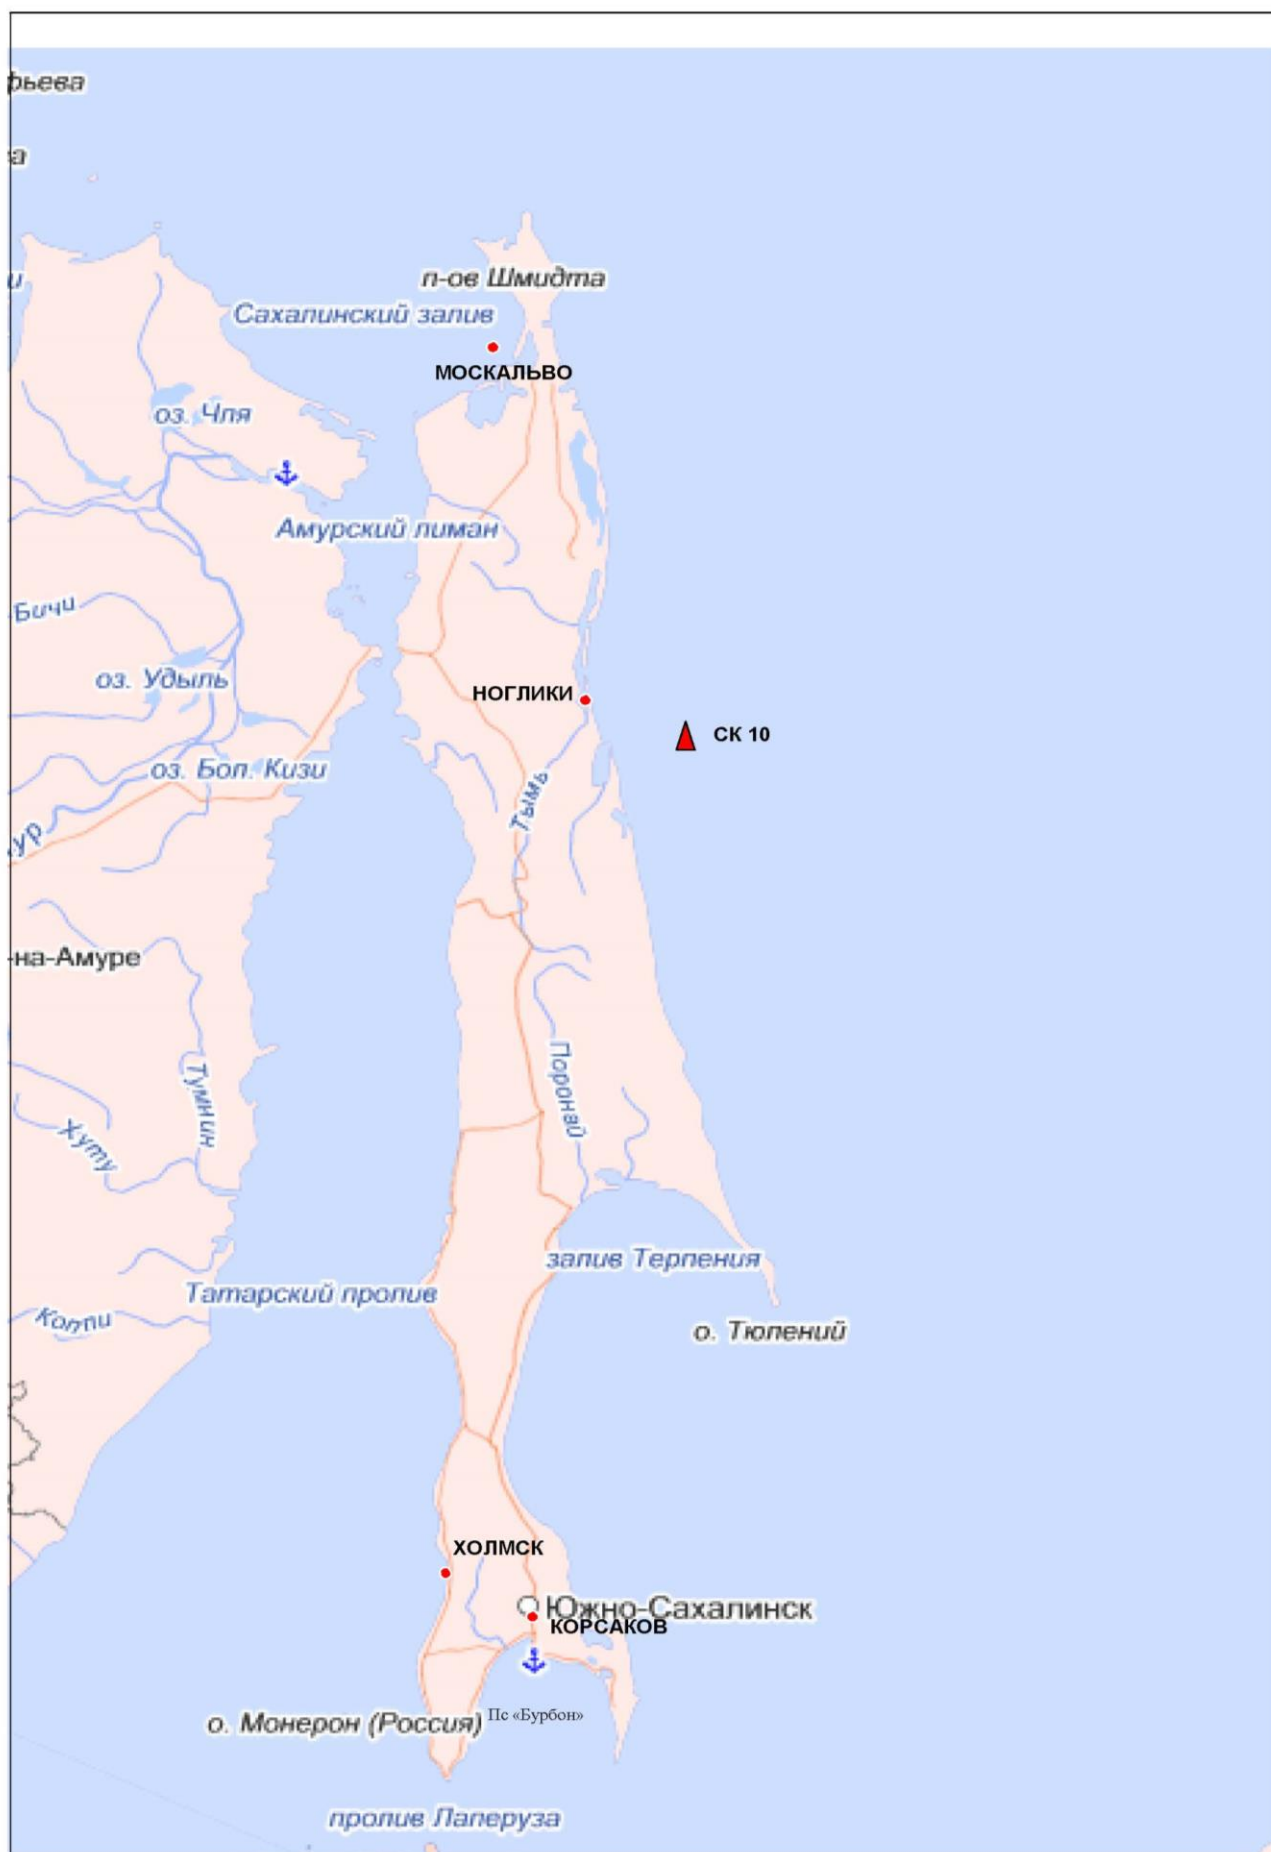 фьева
а
п-ов Шмидта
и
Сахалинский залив
МОСКАЛЬВО
оз. Чля
Амурский лиман
Бичи
оз. Удыль
НОГЛИКИ
СК 10
оз. Бол. Кизи
Тымь
ур
-на-Амуре
Поронай
Тумнин
Хуту
залив Терпения
Татарский пролив
Коппи
о. Тюлений
ХОЛМСК
Южно-Сахалинск
КОРСАКОВ
о. Монерон (Россия)
Пс «Бурбон»
пролив Лаперуза